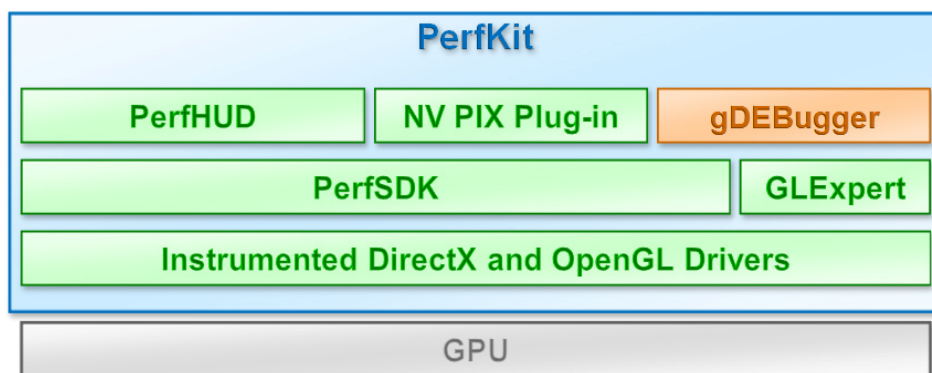 PerfKit
PerfHUD NV PIX Plug-in gDEBugger
PerfSDK GLExpert
Instrumented DirectX and OpenGL Drivers
GPU